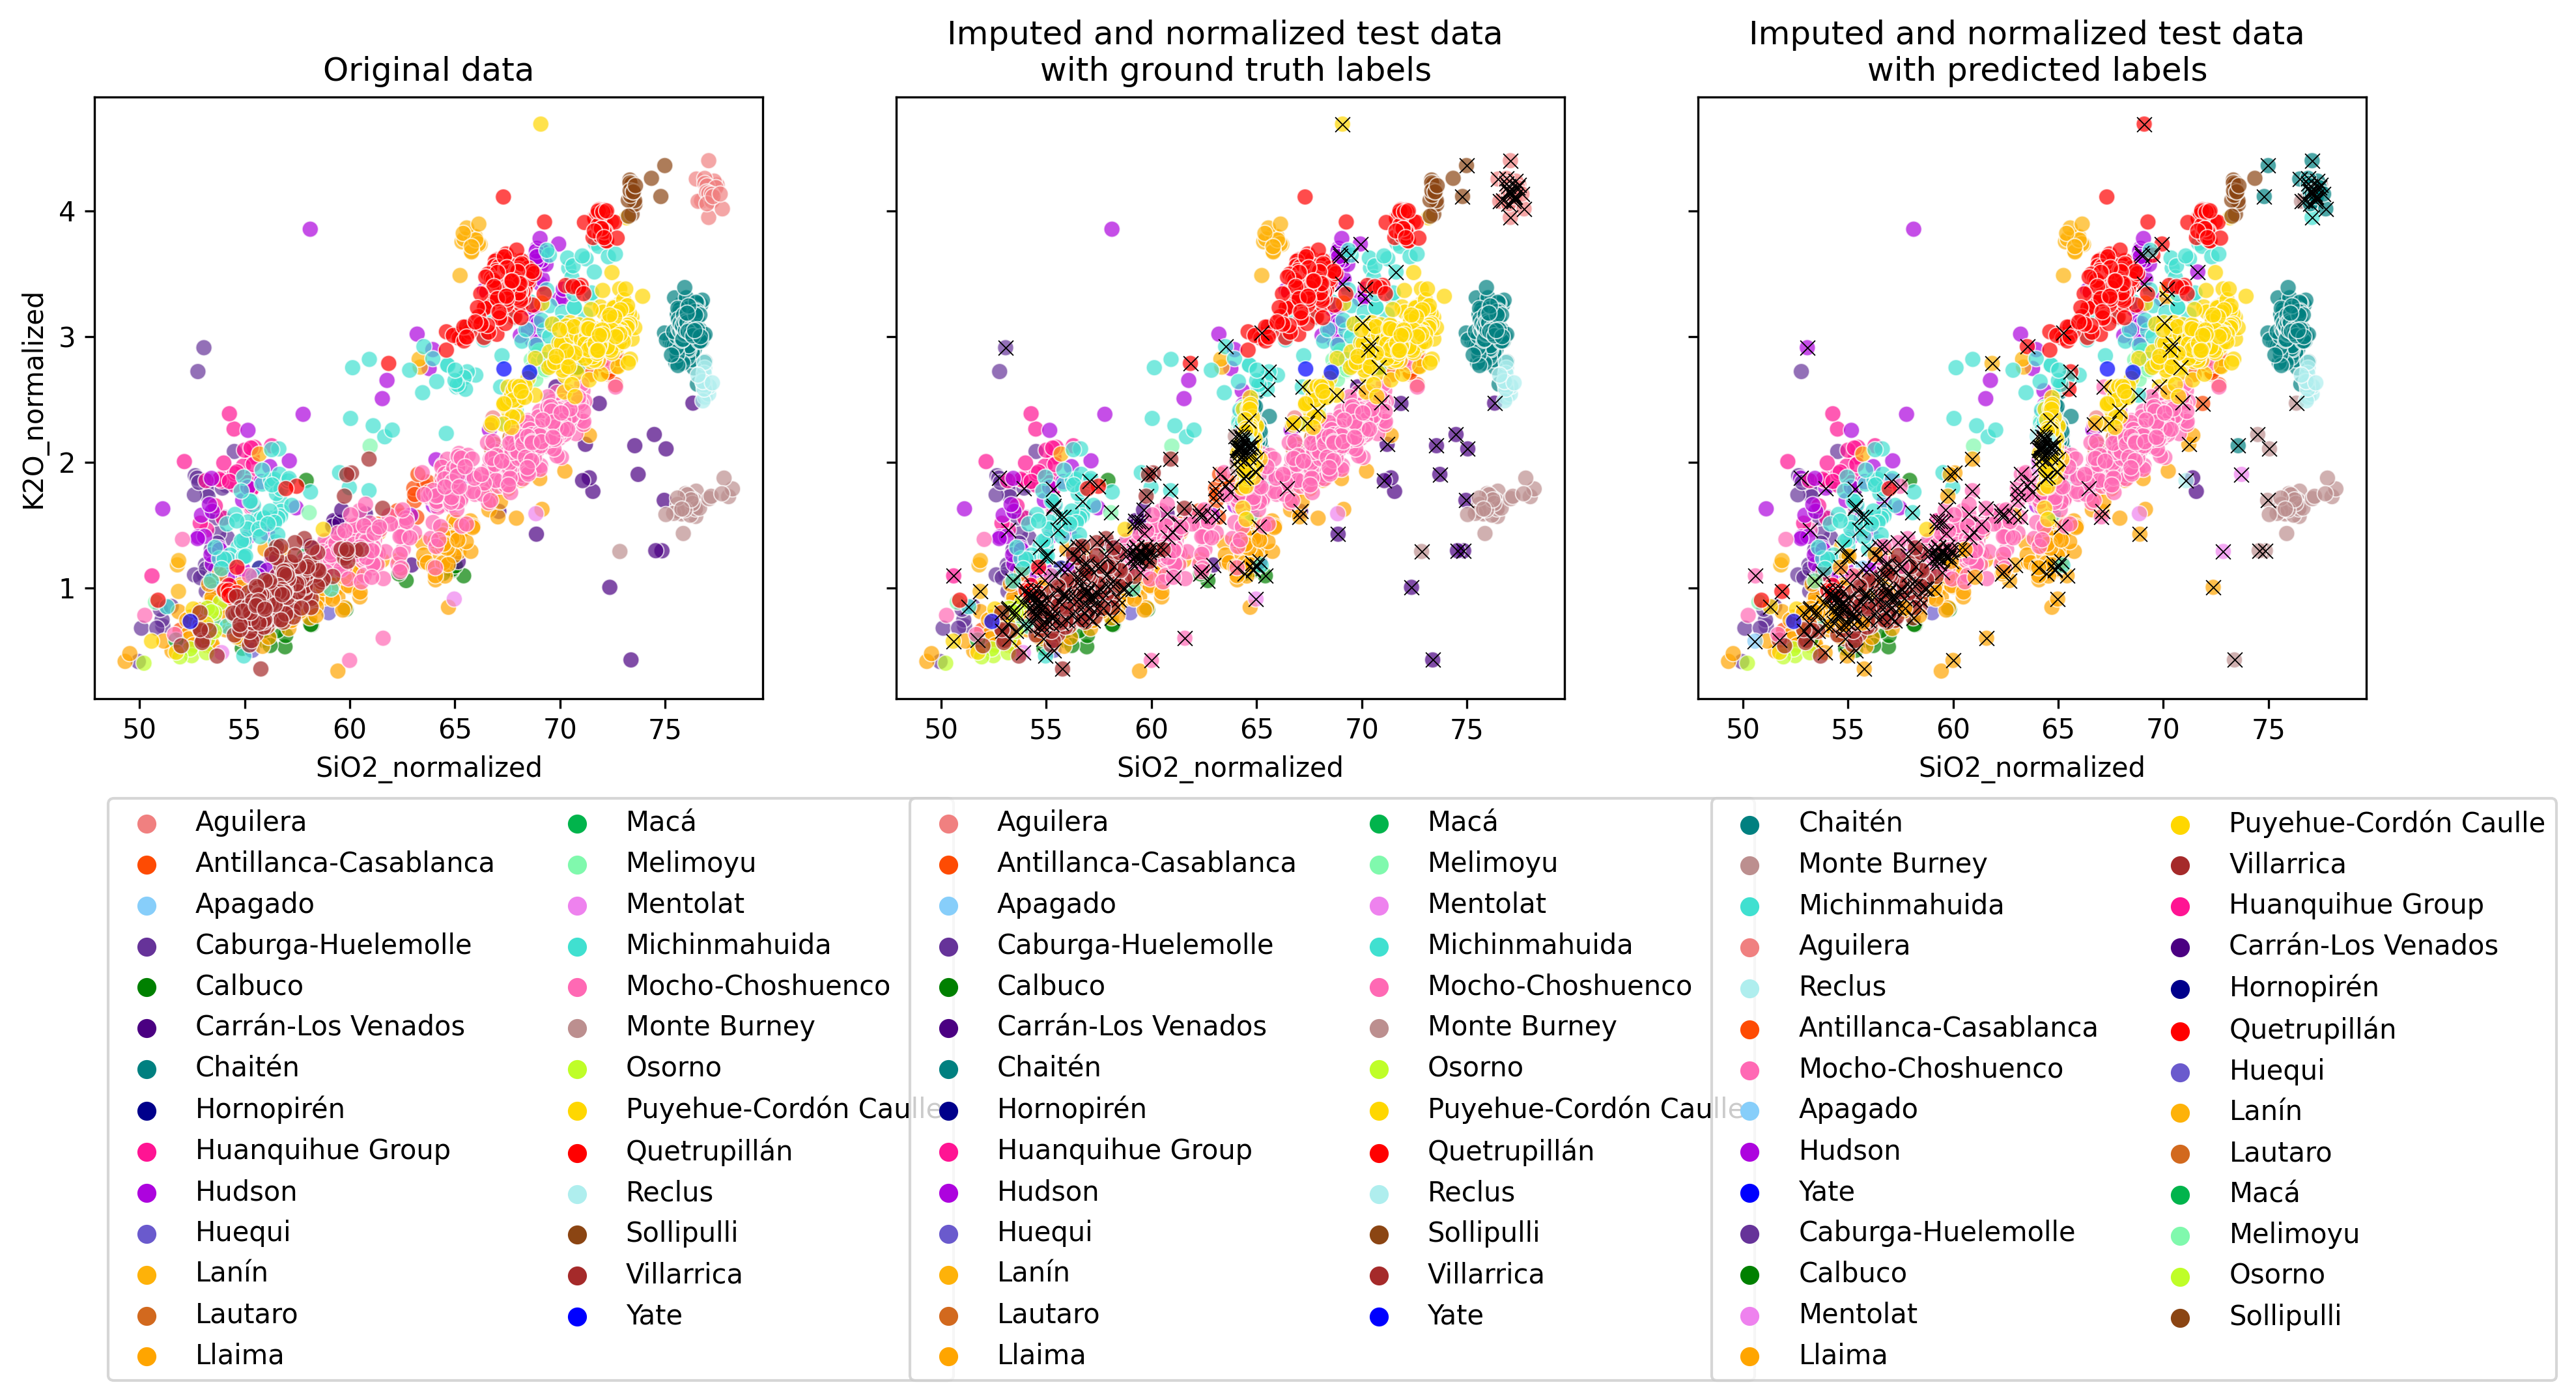 Original data
Imputed and normalized test data
with ground truth labels
Imputed and normalized test data
with predicted labels
K2O_normalized
4
3
2
1
50 55 60 65 70 75
50 55 60 65 70 75
50 55 60 65 70 75
SiO2_normalized
SiO2_normalized
SiO2_normalized
Aguilera
Antillanca-Casablanca
Apagado
Caburga-Huelemolle
Calbuco
Carrán-Los Venados
Chaitén
Hornopirén
Huanquihue Group
Hudson
Huequi
Lanín
Lautaro
Llaima
Macá
Melimoyu
Mentolat
Michinmahuida
Mocho-Choshuenco
Monte Burney
Osorno
Puyehue-Cordón Caulle
Quetrupillán
Reclus
Sollipulli
Villarrica
Yate
Aguilera
Antillanca-Casablanca
Apagado
Caburga-Huelemolle
Calbuco
Carrán-Los Venados
Chaitén
Hornopirén
Huanquihue Group
Hudson
Huequi
Lanín
Lautaro
Llaima
Macá
Melimoyu
Mentolat
Michinmahuida
Mocho-Choshuenco
Monte Burney
Osorno
Puyehue-Cordón Caulle
Quetrupillán
Reclus
Sollipulli
Villarrica
Yate
Chaitén
Monte Burney
Michinmahuida
Aguilera
Reclus
Antillanca-Casablanca
Mocho-Choshuenco
Apagado
Hudson
Yate
Caburga-Huelemolle
Calbuco
Mentolat
Llaima
Puyehue-Cordón Caulle
Villarrica
Huanquihue Group
Carrán-Los Venados
Hornopirén
Quetrupillán
Huequi
Lanín
Lautaro
Macá
Melimoyu
Osorno
Sollipulli